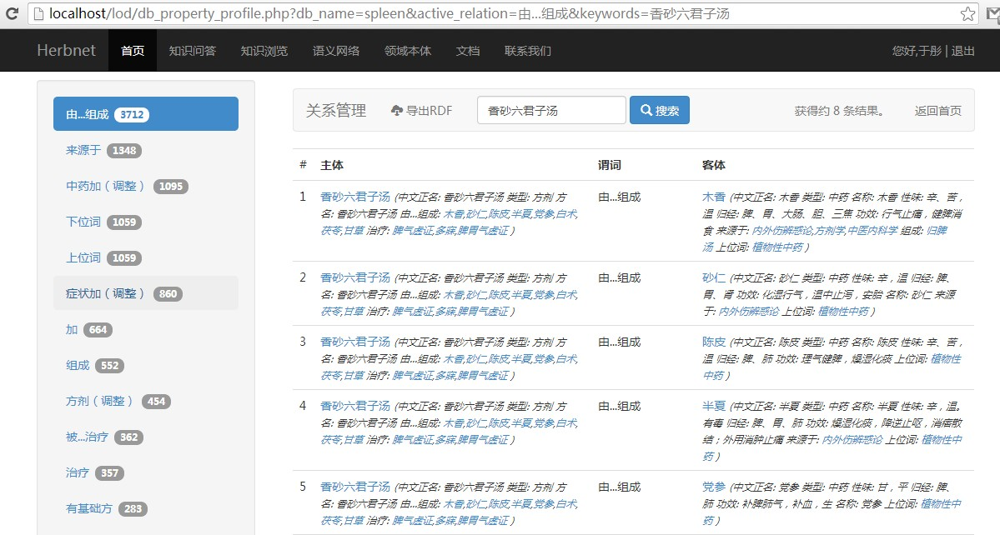 localhost/lod/db_property_profile.php?db_name=spleen&active_relation=由...组成&keywords=香砂六君子汤
Herbnet 首页 知识问答 知识浏览 语义网络 领域本体 文档 联系我们 您好,于彤 | 退出
由...组成 3712
来源于 1348
中药加（调整） 1095
下位词 1059
上位词 1059
症状加（调整） 860
加 664
组成 552
方剂（调整） 454
被...治疗 362
治疗 357
有基础方 283
关系管理 导出RDF 香砂六君子汤 搜索 获得约 8 条结果。 返回首页
# 主体 谓词 客体
1 香砂六君子汤 (中文正名: 香砂六君子汤 类型: 方剂 方
名: 香砂六君子汤 由...组成: 木香,砂仁,陈皮,半夏,党参,白术,
茯苓,甘草 治疗: 脾气虚证,多痰,脾胃气虚证 )
由...组成
木香 (中文正名: 木香 类型: 中药 名称: 木香 性味: 辛、苦，
温 归经: 脾、胃、大肠、胆、三焦 功效: 行气止痛，健脾消
食 来源于: 内外伤辨惑论,方剂学,中医内科学 组成: 归脾
汤 上位词: 植物性中药 )
2 香砂六君子汤 (中文正名: 香砂六君子汤 类型: 方剂 方
名: 香砂六君子汤 由...组成: 木香,砂仁,陈皮,半夏,党参,白术,
茯苓,甘草 治疗: 脾气虚证,多痰,脾胃气虚证 )
由...组成
砂仁 (中文正名: 砂仁 类型: 中药 性味: 辛，温 归经: 脾、
胃、肾 功效: 化湿行气，温中止泻，安胎 名称: 砂仁 来源
于: 内外伤辨惑论 上位词: 植物性中药 )
3 香砂六君子汤 (中文正名: 香砂六君子汤 类型: 方剂 方
名: 香砂六君子汤 由...组成: 木香,砂仁,陈皮,半夏,党参,白术,
茯苓,甘草 治疗: 脾气虚证,多痰,脾胃气虚证 )
由...组成
陈皮 (中文正名: 陈皮 类型: 中药 名称: 陈皮 性味: 辛、苦，
温 归经: 脾、肺 功效: 理气健脾，燥湿化痰 上位词: 植物性
中药 )
4 香砂六君子汤 (中文正名: 香砂六君子汤 类型: 方剂 方
名: 香砂六君子汤 由...组成: 木香,砂仁,陈皮,半夏,党参,白术,
茯苓,甘草 治疗: 脾气虚证,多痰,脾胃气虚证 )
由...组成
半夏 (中文正名: 半夏 类型: 中药 名称: 半夏 性味: 辛，温。
有毒 归经: 脾、胃、肺 功效: 燥湿化痰，降逆止呕，消痞散
结；外用消肿止痛 来源于: 内外伤辨惑论 上位词: 植物性中
药 )
5 香砂六君子汤 (中文正名: 香砂六君子汤 类型: 方剂 方
名: 香砂六君子汤 由...组成: 木香,砂仁,陈皮,半夏,党参,白术,
茯苓,甘草 治疗: 脾气虚证,多痰,脾胃气虚证 )
由...组成
党参 (中文正名: 党参 类型: 中药 性味: 甘，平 归经: 脾、
肺 功效: 补脾肺气，补血，生 名称: 党参 上位词: 植物性中
药 )